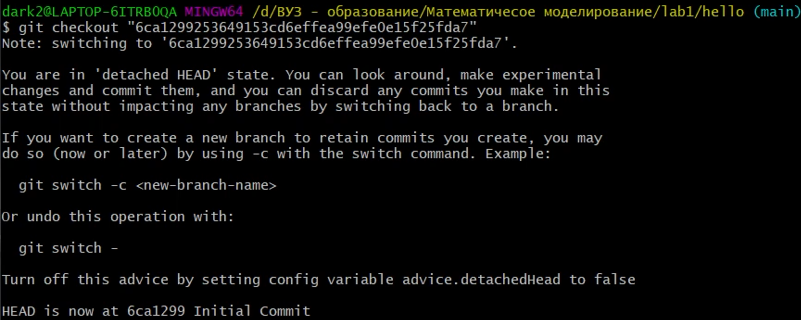 dark2@LAPTOP-6ITRBOQA MINGW64 /d/ВУЗ - образование/Математичесое моделирование/lab1/hello (main)
$ git checkout "6ca1299253649153cd6effea99efe0e15f25fda7"
Note: switching to '6ca1299253649153cd6effea99efe0e15f25fda7'.
You are in 'detached HEAD' state. You can look around, make experimental
changes and commit them, and you can discard any commits you make in this
state without impacting any branches by switching back to a branch.
If you want to create a new branch to retain commits you create, you may
do so (now or later) by using -c with the switch command. Example:
git switch -c <new-branch-name>
Or undo this operation with:
git switch -
Turn off this advice by setting config variable advice.detachedHead to false
HEAD is now at 6ca1299 Initial Commit